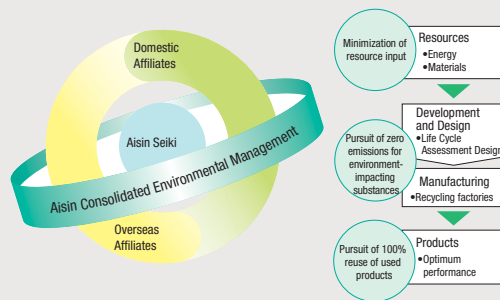 Domestic
Affiliates
Aisin Seiki
Aisin Consolidated Environmental Management
Overseas
Affiliates
Minimization of
resource input
Resources
•Energy
•Materials
Pursuit of zero
emissions for
environment-
impacting
substances
Development
and Design
•Life Cycle
Assessment Design
Manufacturing
•Recycling factories
Pursuit of 100%
reuse of used
products
Products
•Optimum
performance